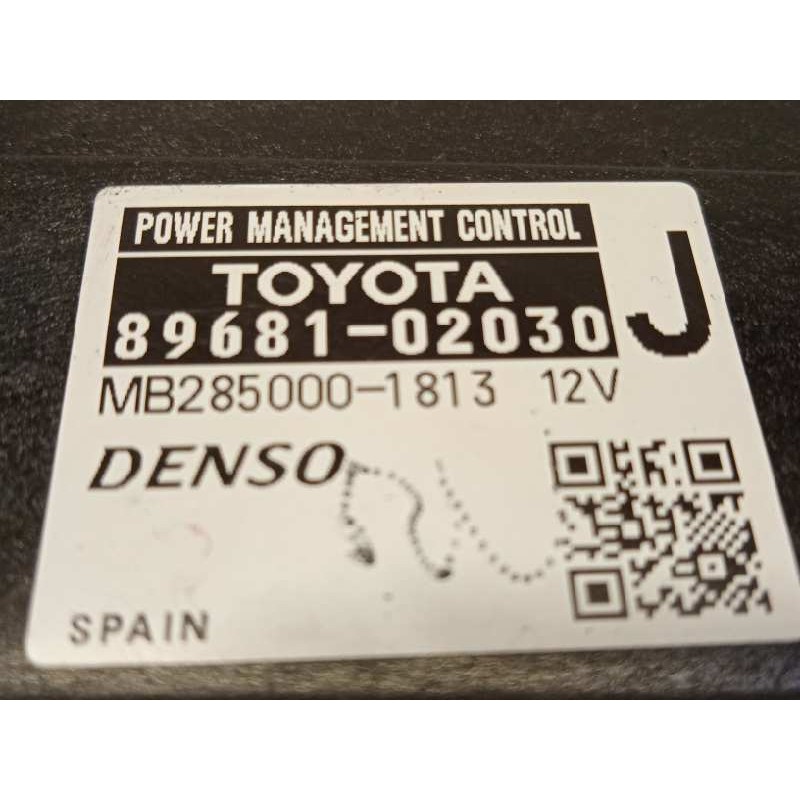 POWER MANAGEMENT CONTROL
TOYOTA
J
89681-02030
MB285000-1813 12V
DENSO
SPAIN